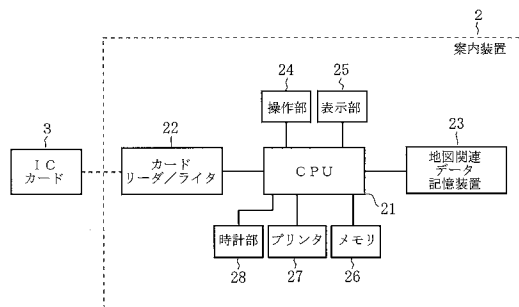 2
案内装置
24
25
操作部
表示部
23
3
22
ＩＣ
カード
カード
リーダ／ライタ
ＣＰＵ
地図関連
データ
記憶装置
21
時計部
プリンタ
メモリ
28
27
26